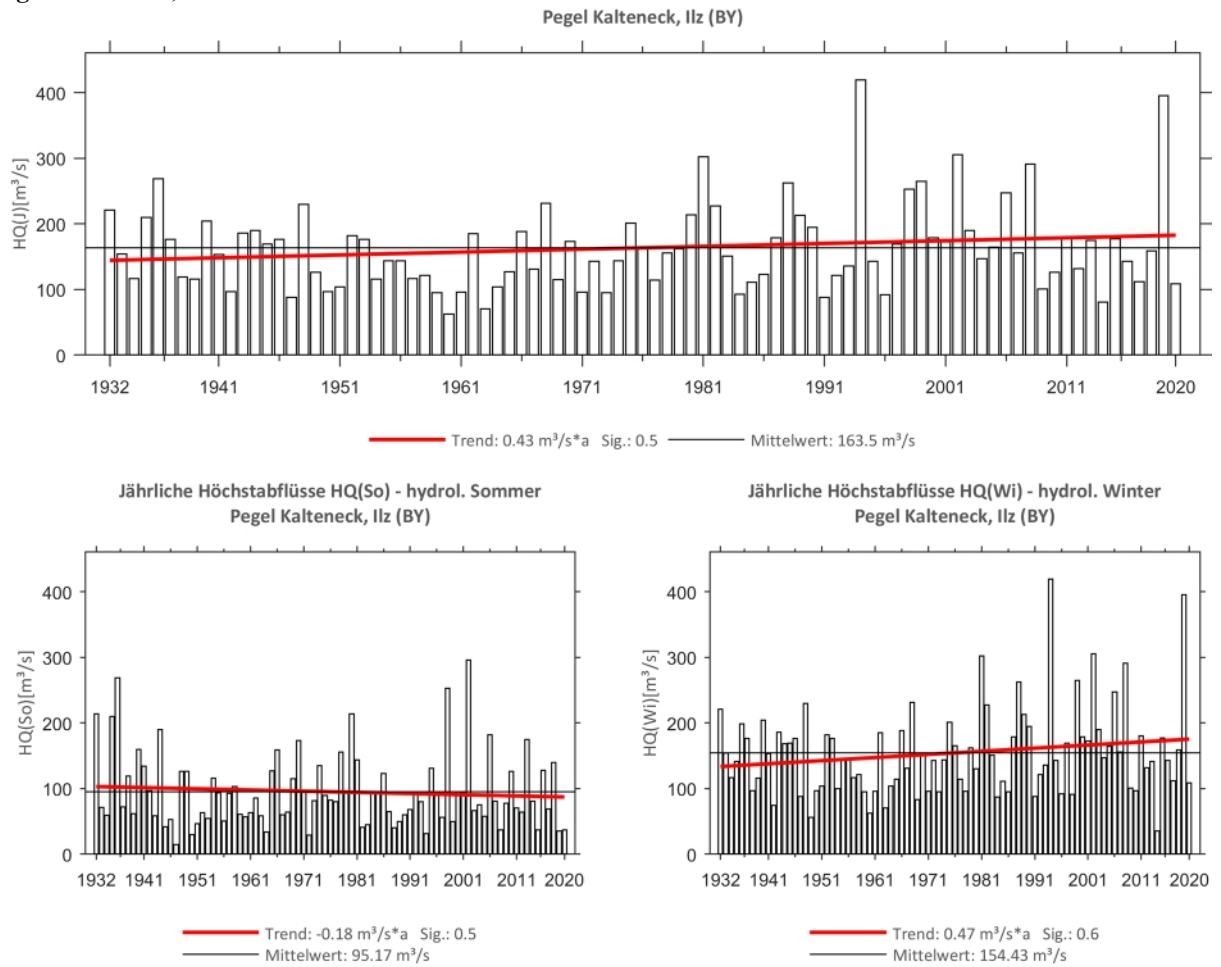 Pegel Kalteneck, Ilz (BY)
HQ(J)[m³/s]
400
300
200
100
0
1932 1941 1951 1961 1971 1981 1991 2001 2011 2020
Trend: 0.43 m³/s*a Sig.: 0.5 Mittelwert: 163.5 m³/s
Jährliche Höchstabflüsse HQ(So) - hydrol. Sommer
Pegel Kalteneck, Ilz (BY)
HQ(So)[m³/s]
400
300
200
100
0
1932 1941 1951 1961 1971 1981 1991 2001 2011 2020
Trend: -0.18 m³/s*a Sig.: 0.5
Mittelwert: 95.17 m³/s
Jährliche Höchstabflüsse HQ(Wi) - hydrol. Winter
Pegel Kalteneck, Ilz (BY)
HQ(Wi)[m³/s]
400
300
200
100
0
1932 1941 1951 1961 1971 1981 1991 2001 2011 2020
Trend: 0.47 m³/s*a Sig.: 0.6
Mittelwert: 154.43 m³/s